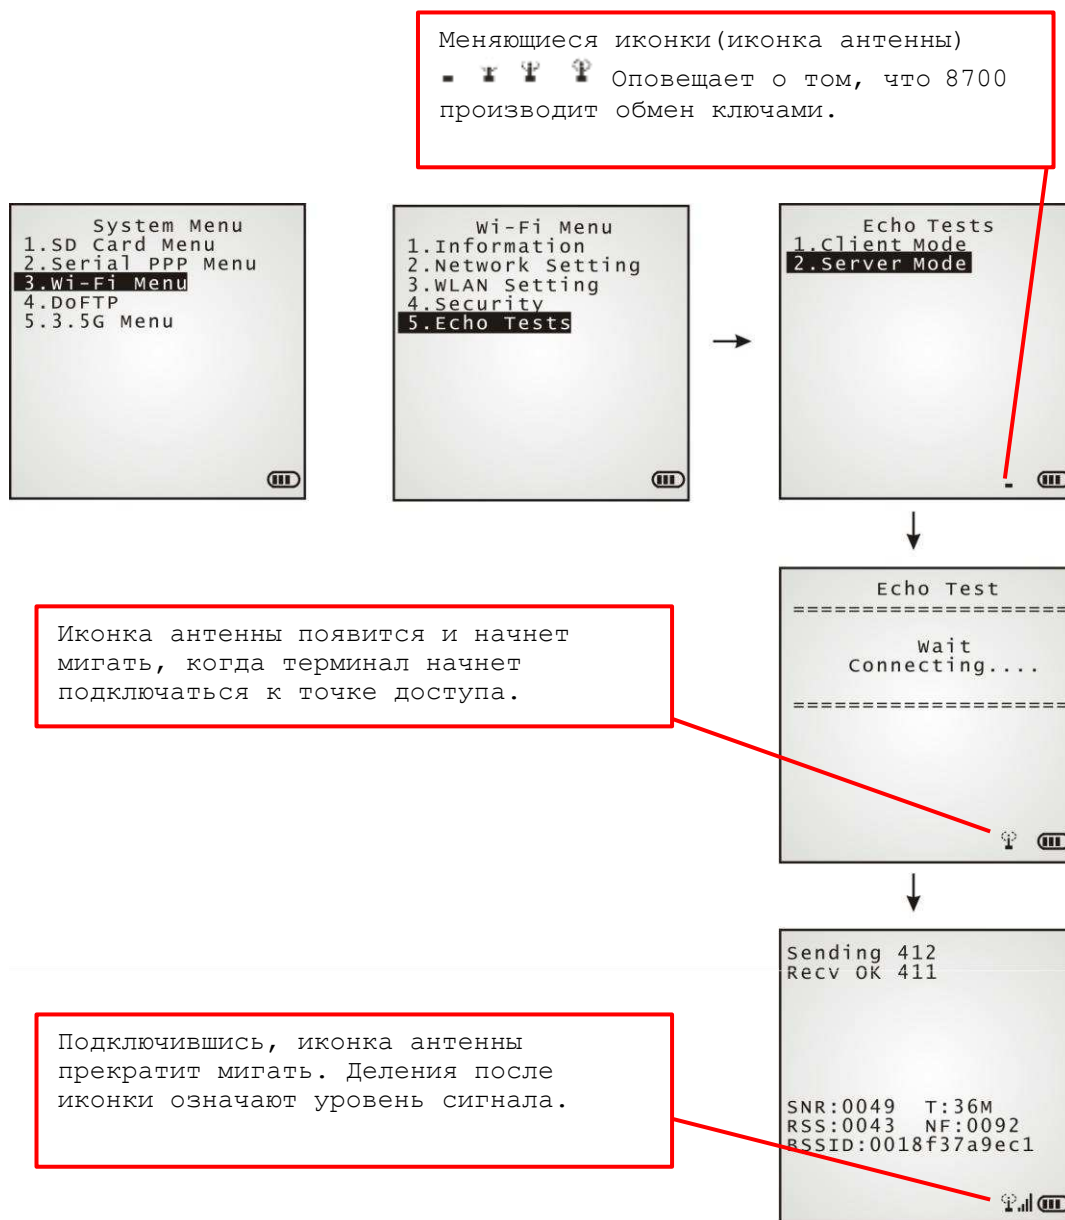 Меняющиеся иконки(иконка антенны)
Оповещает о том, что 8700
производит обмен ключами.
System Menu
1.SD Card Menu
2.Serial PPP Menu
3.Wi-Fi Menu
4.DoFTP
5.3.5G Menu
Wi-Fi Menu
1.Information
2.Network Setting
3.WLAN Setting
4.Security
5.Echo Tests
Echo Tests
1.Client Mode
2.Server Mode
Echo Test
===================
Wait
Connecting....
===================
Иконка антенны появится и начнет
мигать, когда терминал начнет
подключаться к точке доступа.
Sending 412
Recv OK 411
SNR:0049 T:36M
RSS:0043 NF:0092
BSSID:0018f37a9ec1
Подключившись, иконка антенны
прекратит мигать. Деления после
иконки означают уровень сигнала.